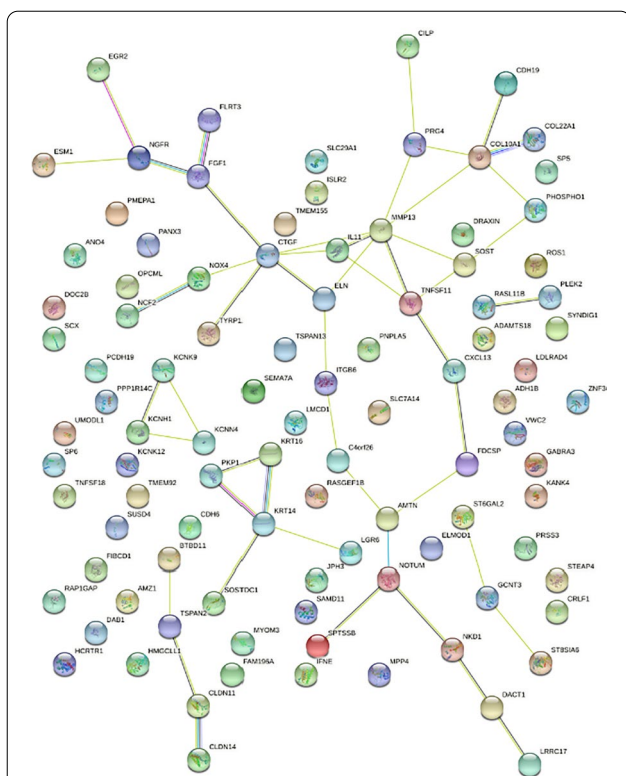 CILP
EGR2
CDH19
FLRT3
COL22A1
PRG4
NGFR
SLC29A1
COL10A1
ESM1
SP5
FGF1
ISLR2
PMEPA1
PHOSPHO1
TMEM155
MMP13
PANX3
DRAXIN
IL11
ANO4
CTGF
SOST
ROS1
NOX4
OPCML
PLEK2
ELN
TNFSF11
RASL11B
DOC2B
NCF2
SYNDIG1
TYRP1
ADAMTS18
SCX
TSPAN13
PNPLA5
CXCL13
PCDH19
KCNK9
LDLRAD4
ITGB6
SEMA7A
ADH1B
PPP1R14C
SLC7A14
LMCD1
KCNH1
VWC2
UMODL1
KCNN4
KRT16
C4orf26
SP6
KCNK12
FDCSP
GABRA3
PKP1
TNFSF18
TMEM92
RASGEF1B
KANK4
AMTN
ST6GAL2
SUSD4
CDH6
KRT14
ELMOD1
PRSS3
LGR6
BTBD11
FIBCD1
STEAP4
JPH3
NOTUM
RAP1GAP
AMZ1
SOSTDC1
GCNT3
CRLF1
SAMD11
DAB1
TSPAN2
MYOM3
SPTSSB
NKD1
HCRTR1
HMGCLL1
FAM196A
IFNE
MPP4
ST8SIA5
CLDN11
DACT1
CLDN14
LRRC17